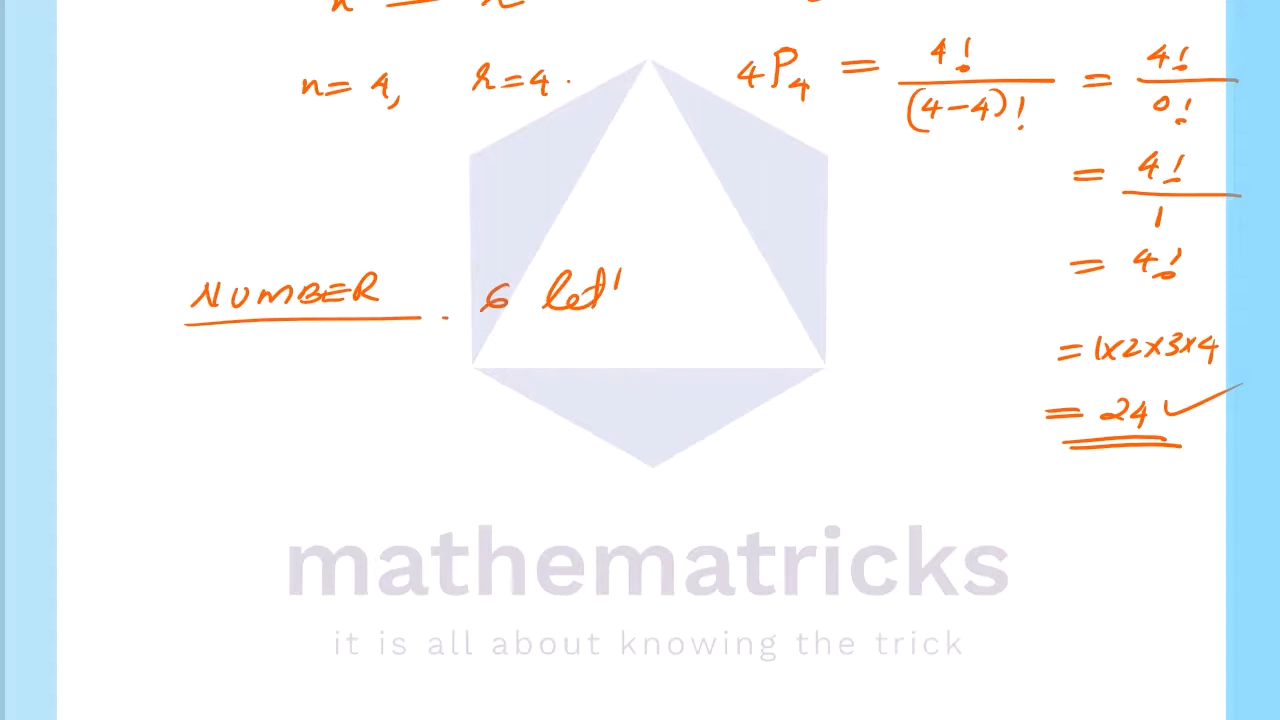 n = 4, r = 4 . 4P4 = 4! / (4-4)! = 4! / 0!
= 4! / 1
= 4!
NUMBER . 6 let'
= 1x2x3x4
= 24 ✓
mathematricks
it is all about knowing the trick